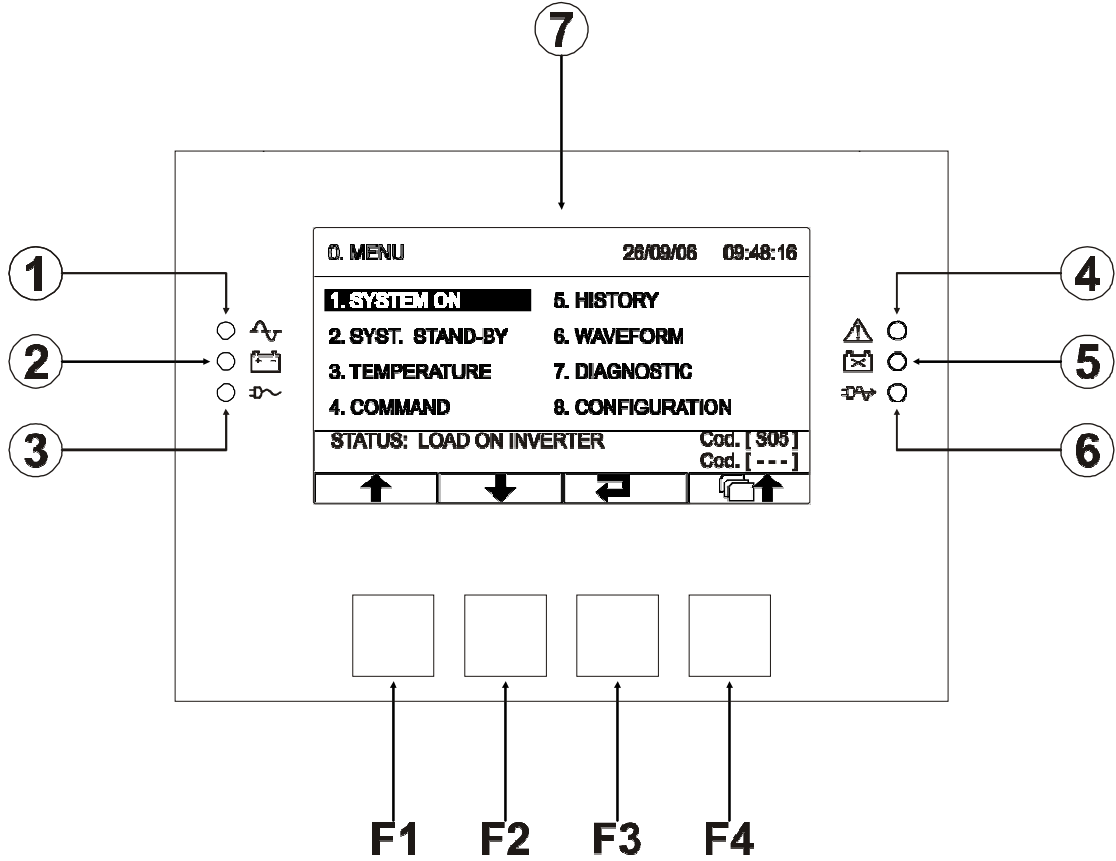 7
0. MENU 26/09/06 09:48:16
1 4
1. SYSTEM ON 5. HISTORY
2. SYST. STAND-BY 6. WAVEFORM
2 5
3. TEMPERATURE 7. DIAGNOSTIC
4. COMMAND 8. CONFIGURATION
3 6
STATUS: LOAD ON INVERTER Cod. [ S05 ]
Cod. [ - - - ]
F1 F2 F3 F4